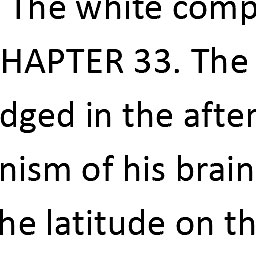 The white comp
HAPTER 33. The
dged in the after
nism of his brain
he latitude on th